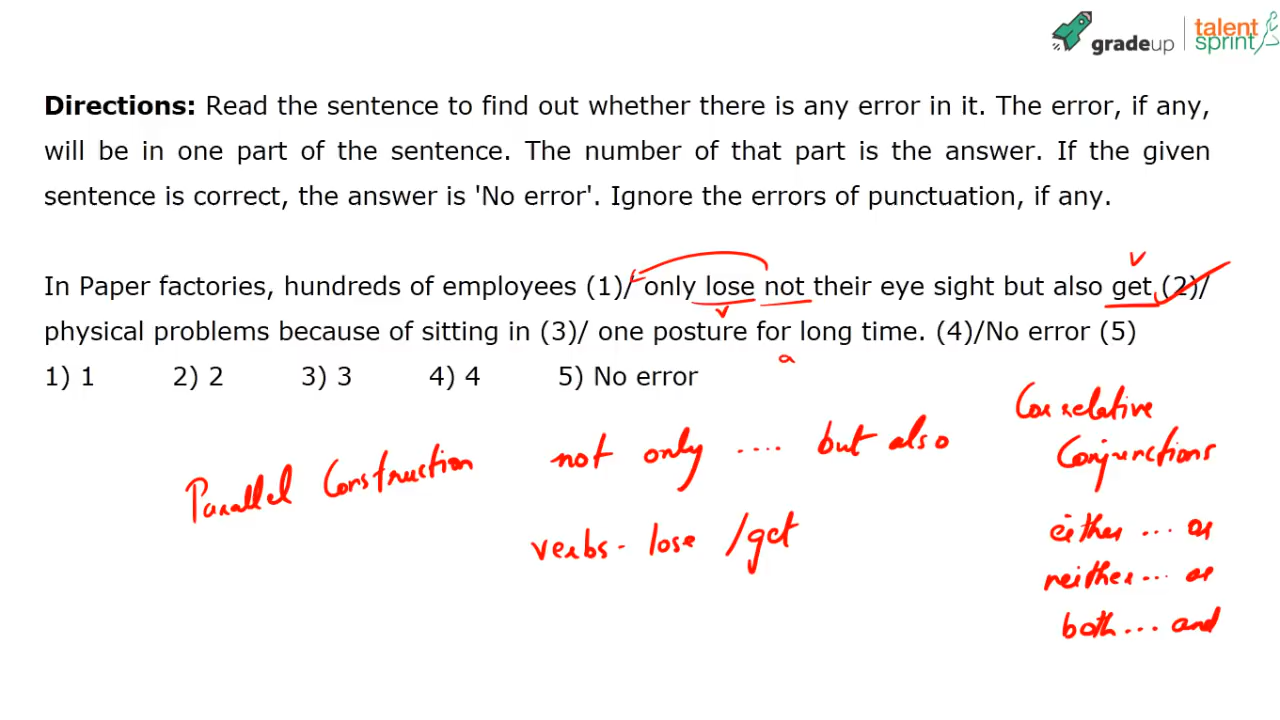 gradeup
talent
sprint
Directions: Read the sentence to find out whether there is any error in it. The error, if any,
will be in one part of the sentence. The number of that part is the answer. If the given
sentence is correct, the answer is 'No error'. Ignore the errors of punctuation, if any.
v
In Paper factories, hundreds of employees (1)/ only lose not their eye sight but also get (2)/
v
physical problems because of sitting in (3)/ one posture for long time. (4)/No error (5)
a
1) 1 2) 2 3) 3 4) 4 5) No error
Correlative
Conjunctions
Parallel Construction
not only .... but also
verbs - lose / get
either ... or
neither ... or
both ... and